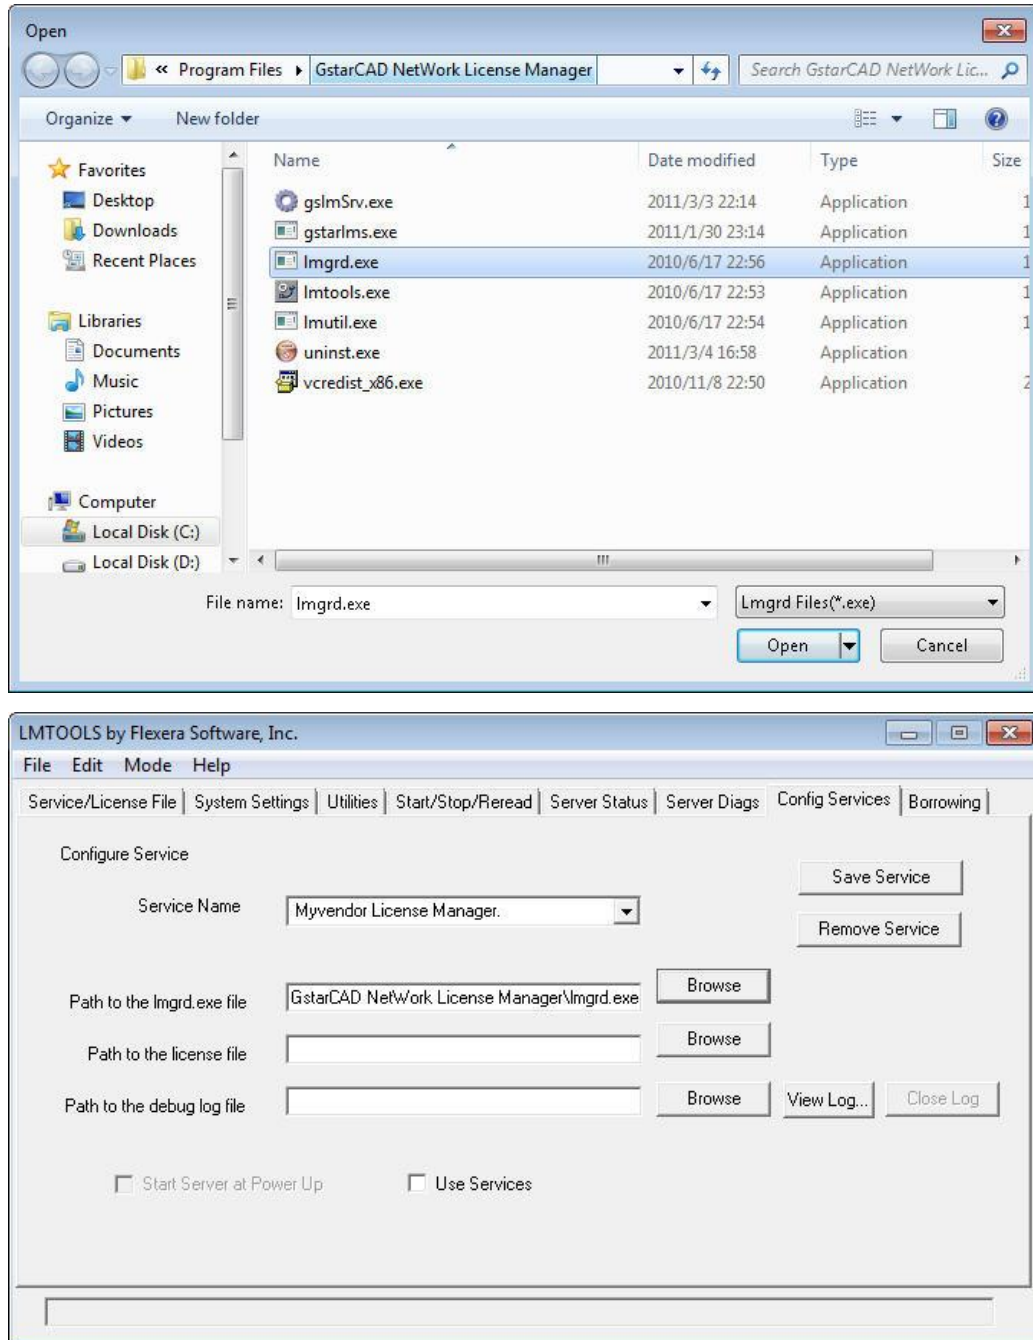 Open
« Program Files ▸ GstarCAD NetWork License Manager Search GstarCAD NetWork Lic...
Organize New folder
Name Date modified Type Size
Favorites
Desktop
Downloads
Recent Places
Libraries
Documents
Music
Pictures
Videos
Computer
Local Disk (C:)
Local Disk (D:)
gslmSrv.exe 2011/3/3 22:14 Application 1
gstarlms.exe 2011/1/30 23:14 Application 1
lmgrd.exe 2010/6/17 22:56 Application 1
lmtools.exe 2010/6/17 22:53 Application 1
lmutil.exe 2010/6/17 22:54 Application 1
uninst.exe 2011/3/4 16:58 Application
vcredist_x86.exe 2010/11/8 22:50 Application 2
File name: lmgrd.exe Lmgrd Files(*.exe)
Open Cancel
LMTOOLS by Flexera Software, Inc.
File Edit Mode Help
Service/License File System Settings Utilities Start/Stop/Reread Server Status Server Diags Config Services Borrowing
Configure Service
Save Service
Service Name Myvendor License Manager.
Remove Service
Path to the lmgrd.exe file GstarCAD NetWork License Manager\lmgrd.exe Browse
Path to the license file Browse
Path to the debug log file Browse View Log... Close Log
Start Server at Power Up Use Services